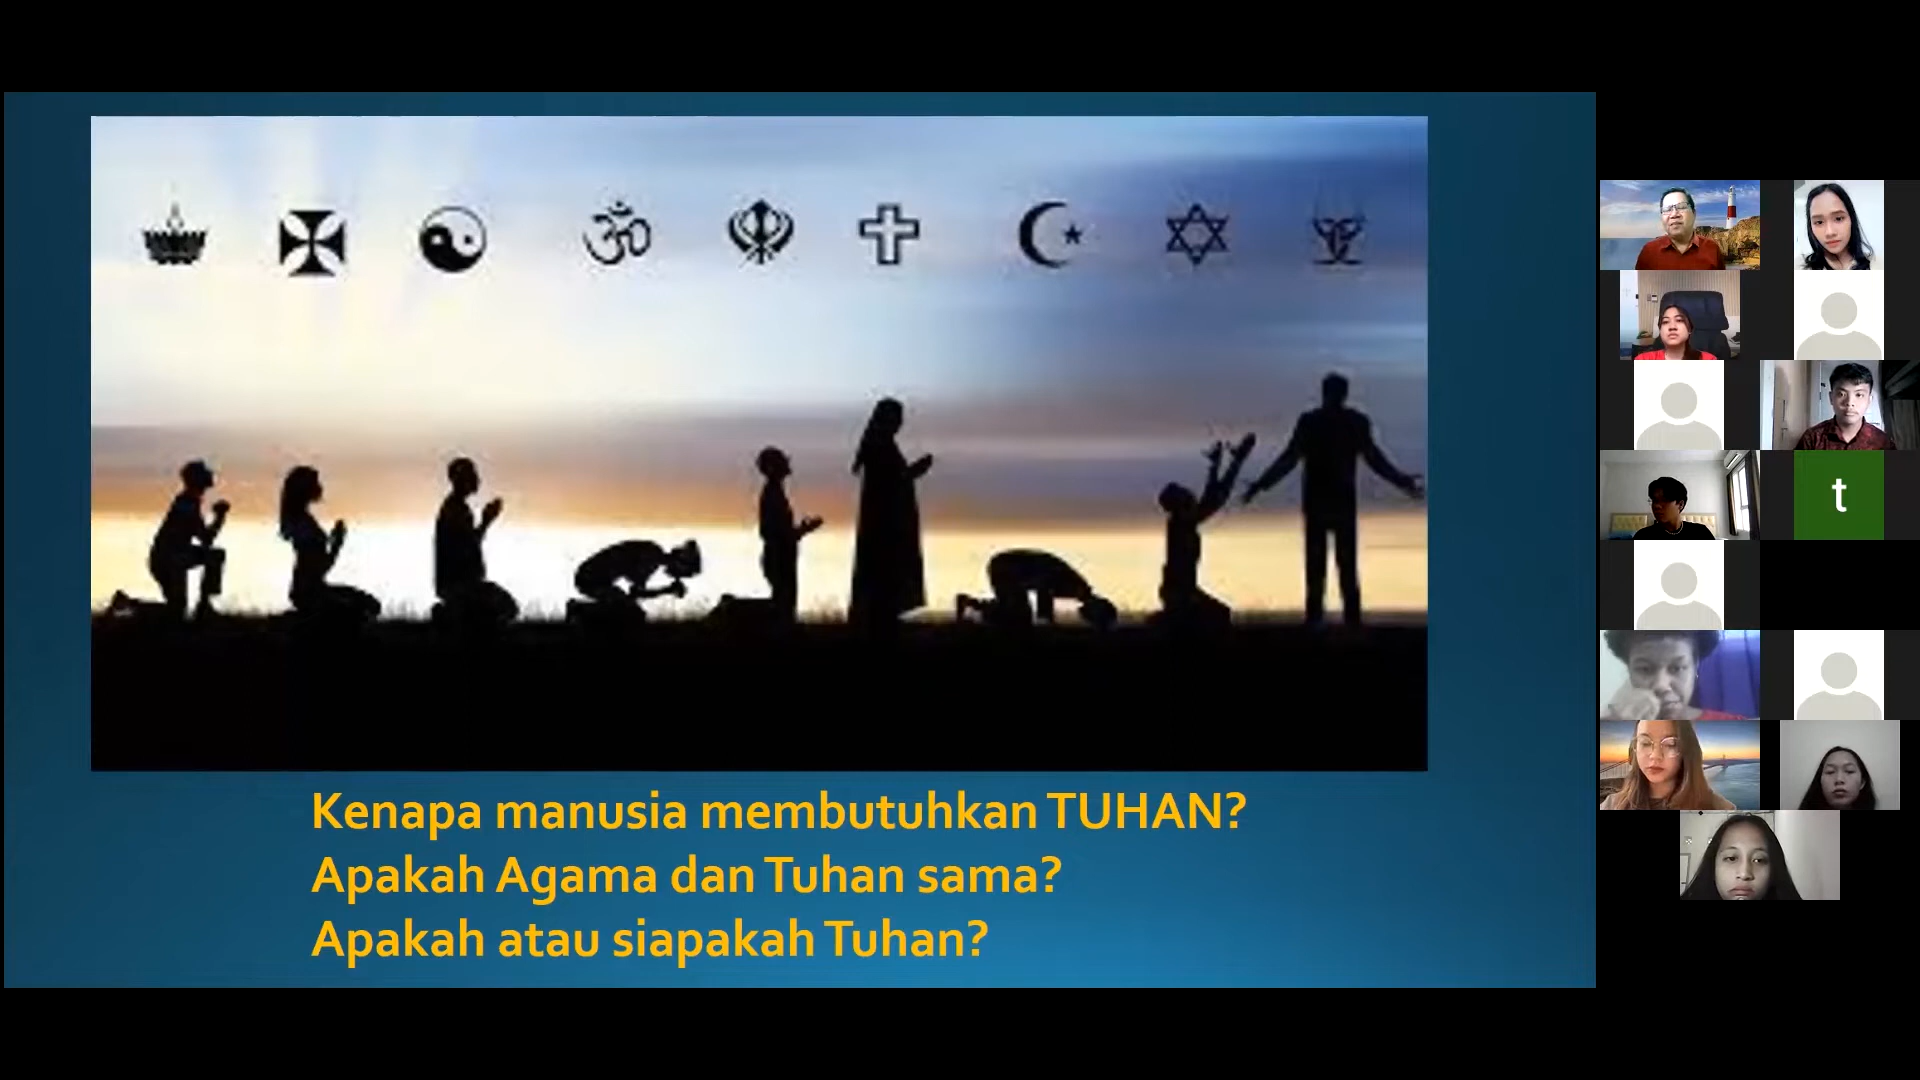 Kenapa manusia membutuhkan TUHAN?
Apakah Agama dan Tuhan sama?
Apakah atau siapakah Tuhan?
t